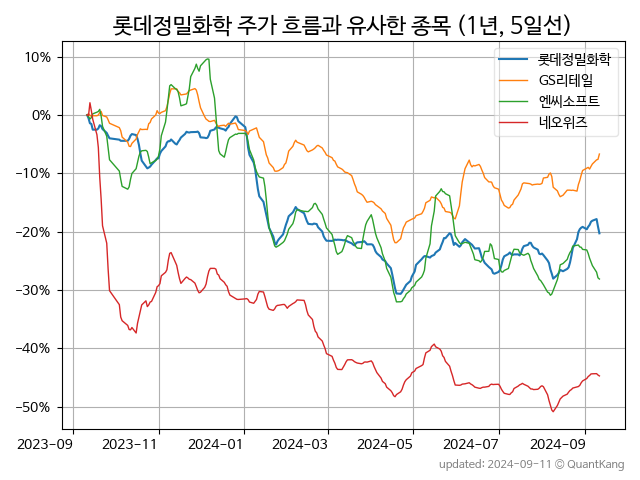 롯데정밀화학 주가 흐름과 유사한 종목 (1년, 5일선)
롯데정밀화학
GS리테일
엔씨소프트
네오위즈
10%
0%
−10%
−20%
−30%
−40%
−50%
2023-09 2023-11 2024-01 2024-03 2024-05 2024-07 2024-09
updated: 2024-09-11 © QuantKang